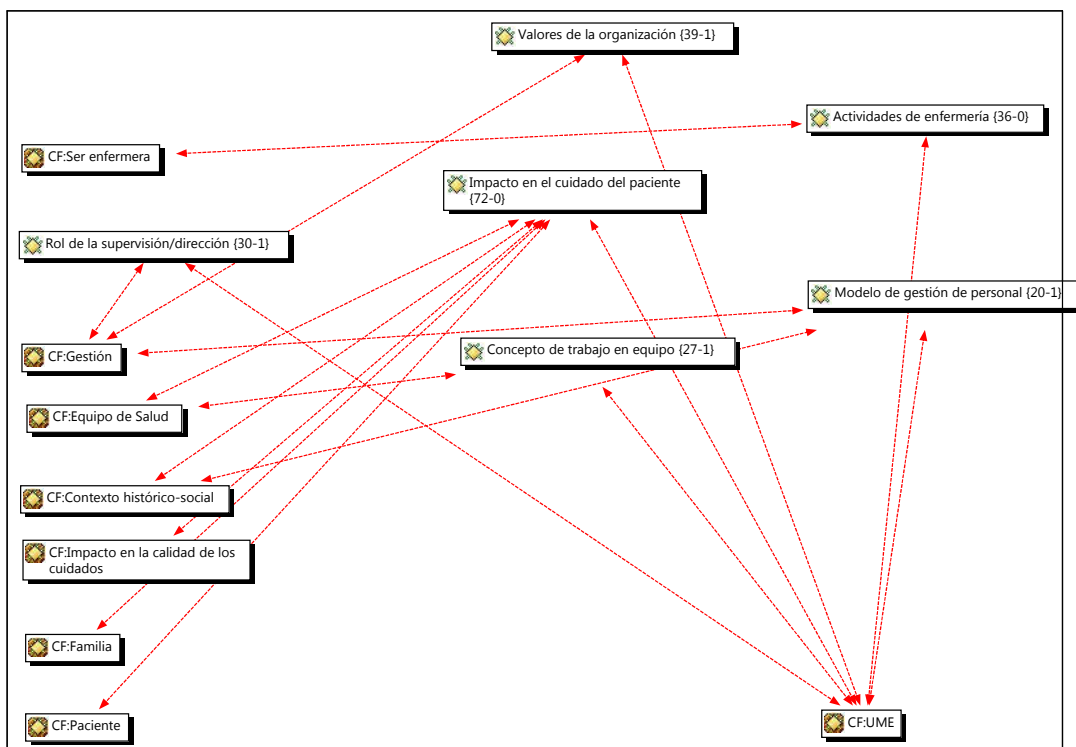 Valores de la organización {39-1}
Actividades de enfermería {36-0}
CF:Ser enfermera
Impacto en el cuidado del paciente
{72-0}
Rol de la supervisión/dirección {30-1}
Modelo de gestión de personal {20-1}
CF:Gestión
Concepto de trabajo en equipo {27-1}
CF:Equipo de Salud
CF:Contexto histórico-social
CF:Impacto en la calidad de los
cuidados
CF:Familia
CF:Paciente
CF:UME